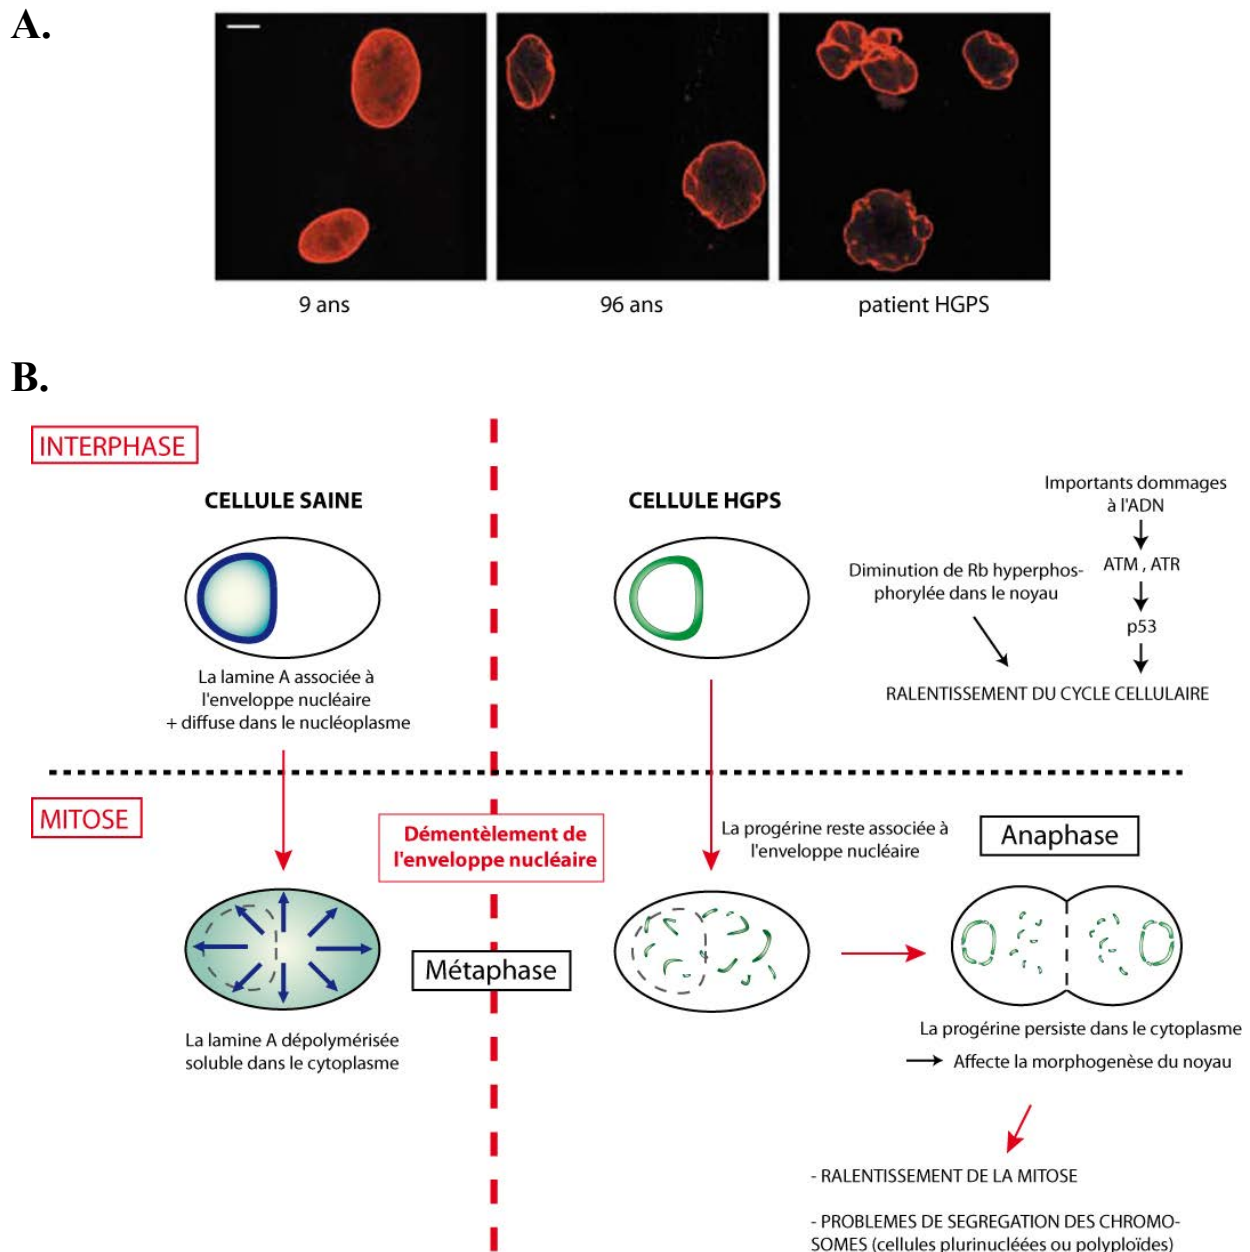 A.
9 ans
96 ans
patient HGPS
B.
INTERPHASE
CELLULE SAINE
La lamine A associée à
l'enveloppe nucléaire
+ diffuse dans le nucléoplasme
CELLULE HGPS
Importants dommages
à l'ADN
ATM , ATR
p53
Diminution de Rb hyperphos-
phorylée dans le noyau
RALENTISSEMENT DU CYCLE CELLULAIRE
MITOSE
Démentèlement de
l'enveloppe nucléaire
La progérine reste associée à
l'enveloppe nucléaire
Anaphase
Métaphase
La lamine A dépolymérisée
soluble dans le cytoplasme
La progérine persiste dans le cytoplasme
Affecte la morphogenèse du noyau
- RALENTISSEMENT DE LA MITOSE
- PROBLEMES DE SEGREGATION DES CHROMO-
SOMES (cellules plurinucléées ou polyploïdes)